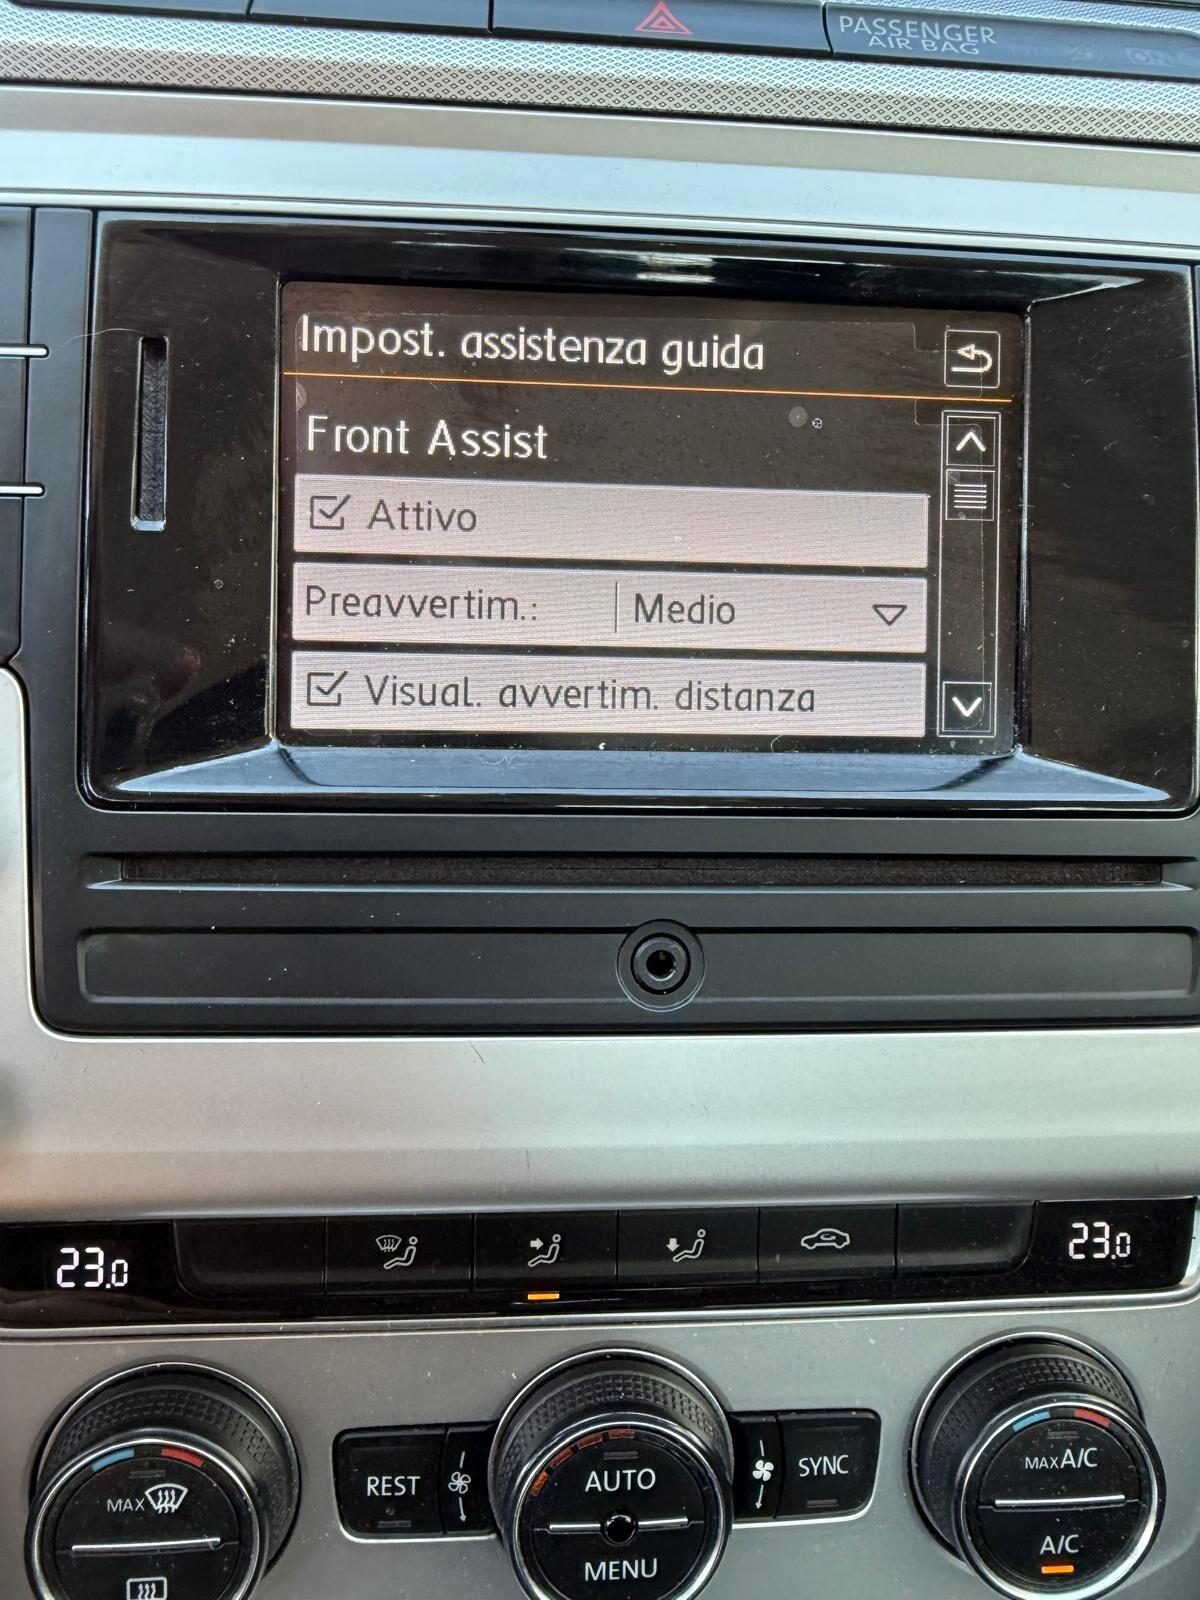 PASSENGER
AIR BAG
ON
Impost. assistenza guida
Front Assist
Attivo
Preavvertim.: Medio
Visual. avvertim. distanza
23.0 23.0
MAX
REST
AUTO
MENU
SYNC
MAX A/C
A/C